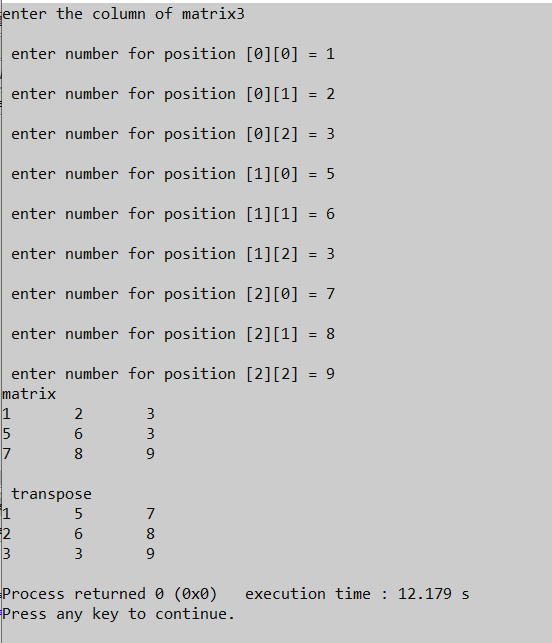 enter the column of matrix3
enter number for position [0][0] = 1
enter number for position [0][1] = 2
enter number for position [0][2] = 3
enter number for position [1][0] = 5
enter number for position [1][1] = 6
enter number for position [1][2] = 3
enter number for position [2][0] = 7
enter number for position [2][1] = 8
enter number for position [2][2] = 9
matrix
1 2 3
5 6 3
7 8 9
transpose
1 5 7
2 6 8
3 3 9
Process returned 0 (0x0) execution time : 12.179 s
Press any key to continue.